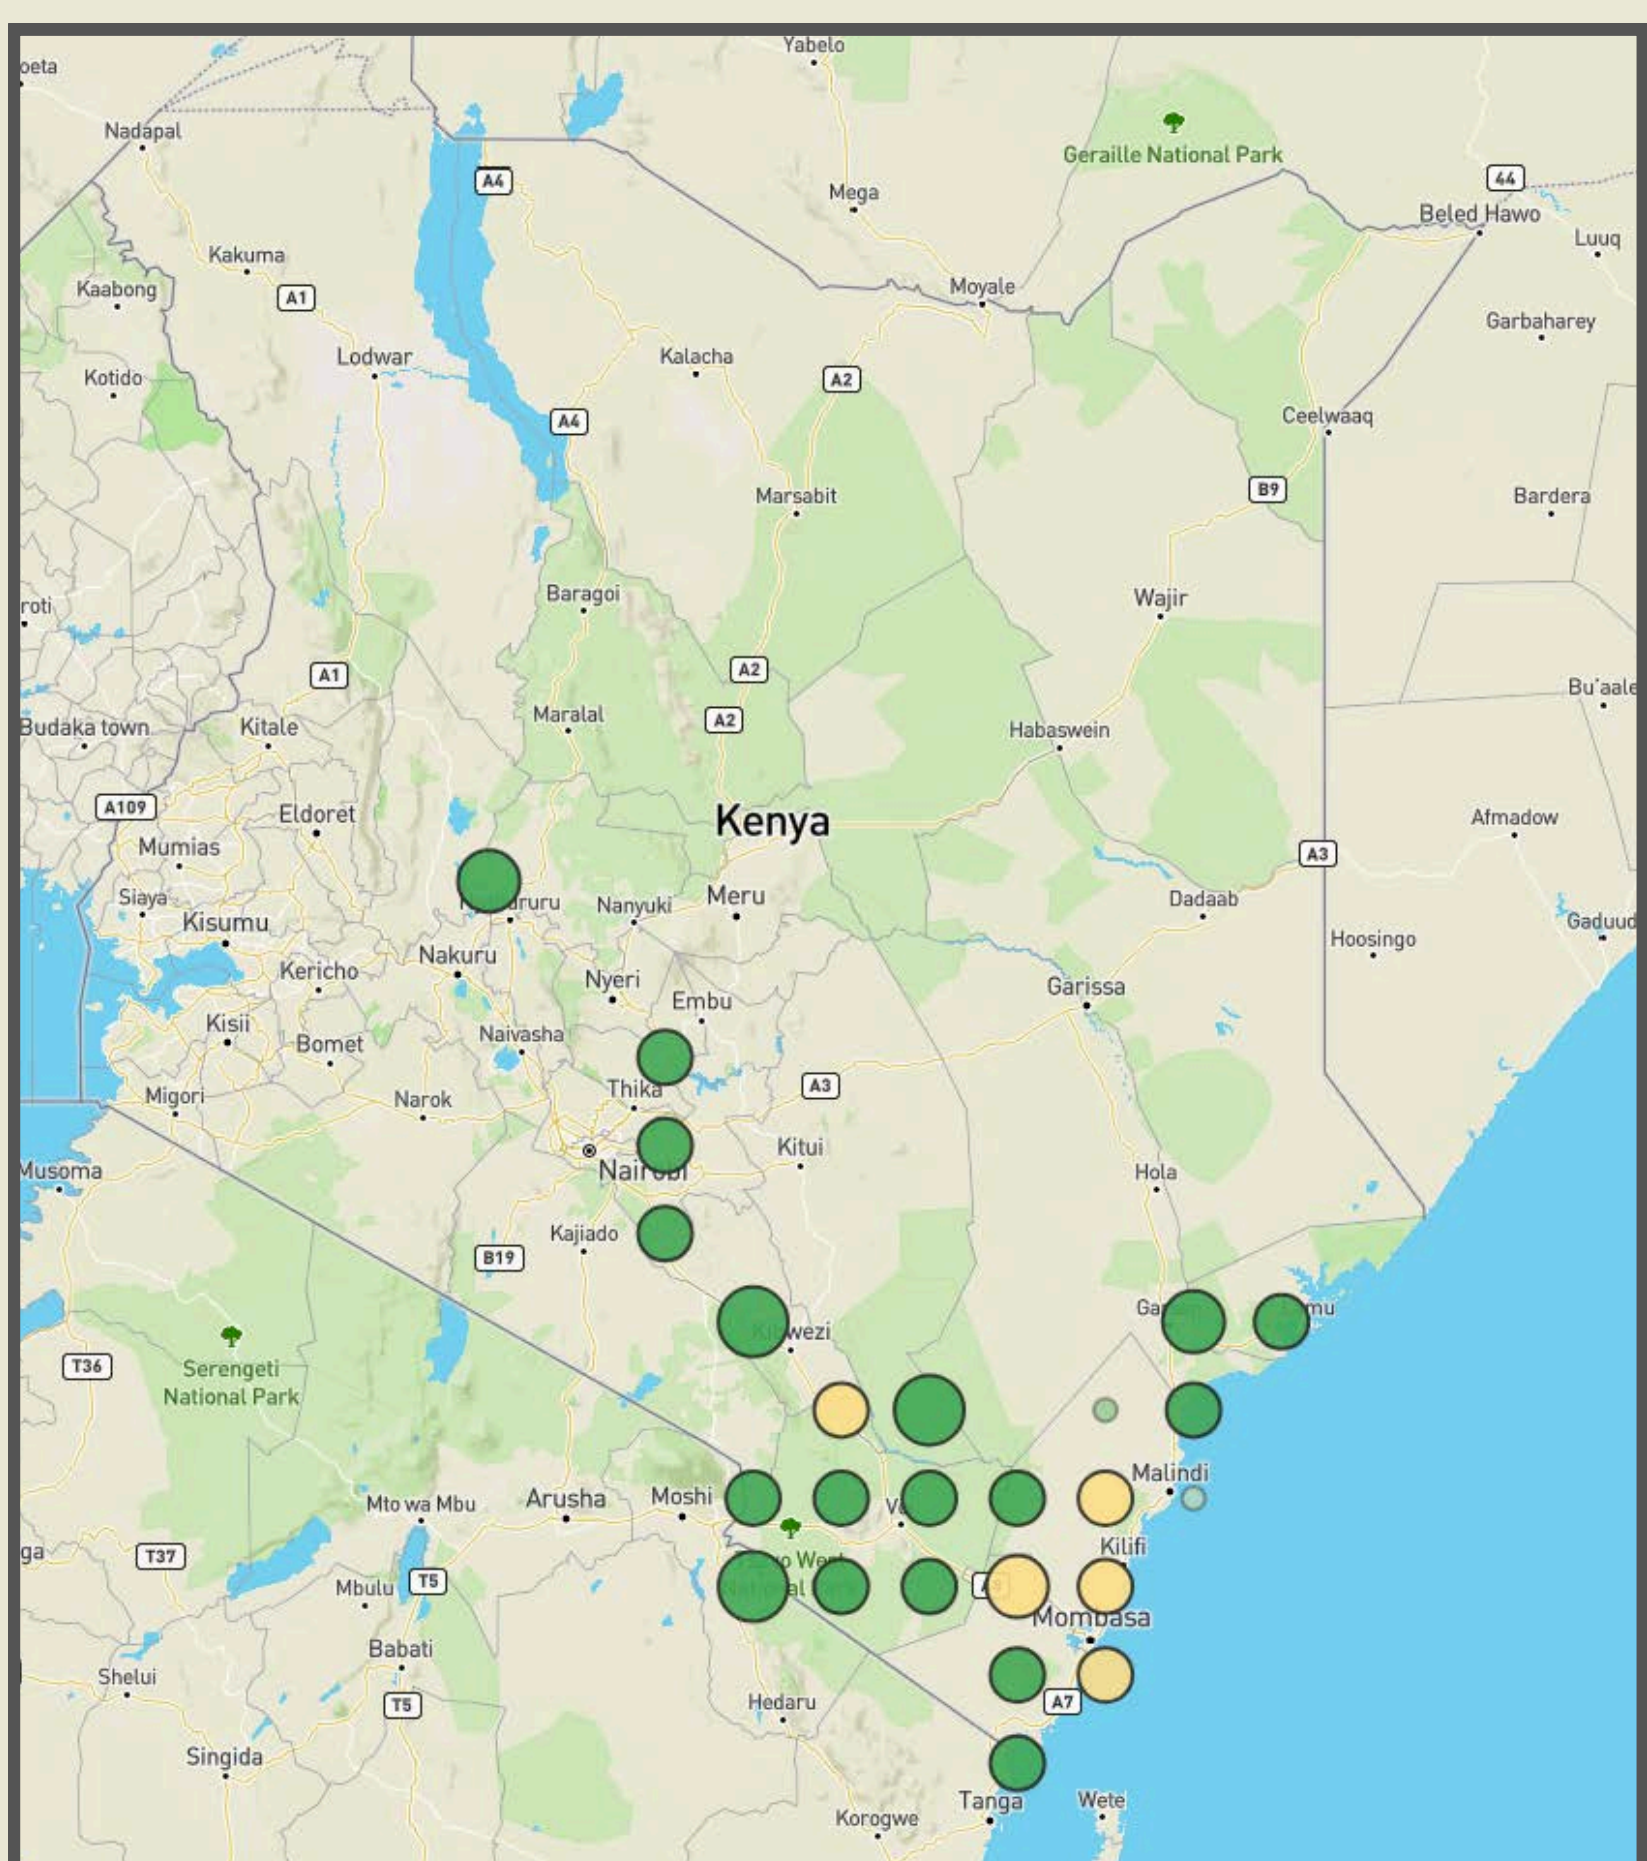 Yabelo
oeta
Nadapal
Geraille National Park
A4
44
Mega
Beled Hawo
Luuq
Kakuma
Kaabong
A1
Moyale
Garbaharey
Lodwar
Kalacha
Kotido
A2
A4
Ceelwaaq
B9
Marsabit
Bardera
Baragoi
Wajir
roti
A2
A1
Bu'aale
Maralal
A2
Budaka town
Kitale
Habaswein
A109
Eldoret
Kenya
Afmadow
Mumias
A3
Siaya
Nanyuki
Meru
Dadaab
Kisumu
Gaduud
Hoosingo
Nakuru
Kericho
Nyeri
Embu
Garissa
Kisii
Naivasha
Bomet
Migori
Narok
Thika
A3
Kitui
Musoma
Nairobi
Hola
Kajiado
B19
T36
Serengeti
National Park
Malindi
Mto wa Mbu
Arusha
Moshi
ga
T37
Kilifi
Mbulu
T5
Mombasa
Babati
Shelui
T5
Hedaru
A7
Singida
Tanga
Wete
Korogwe